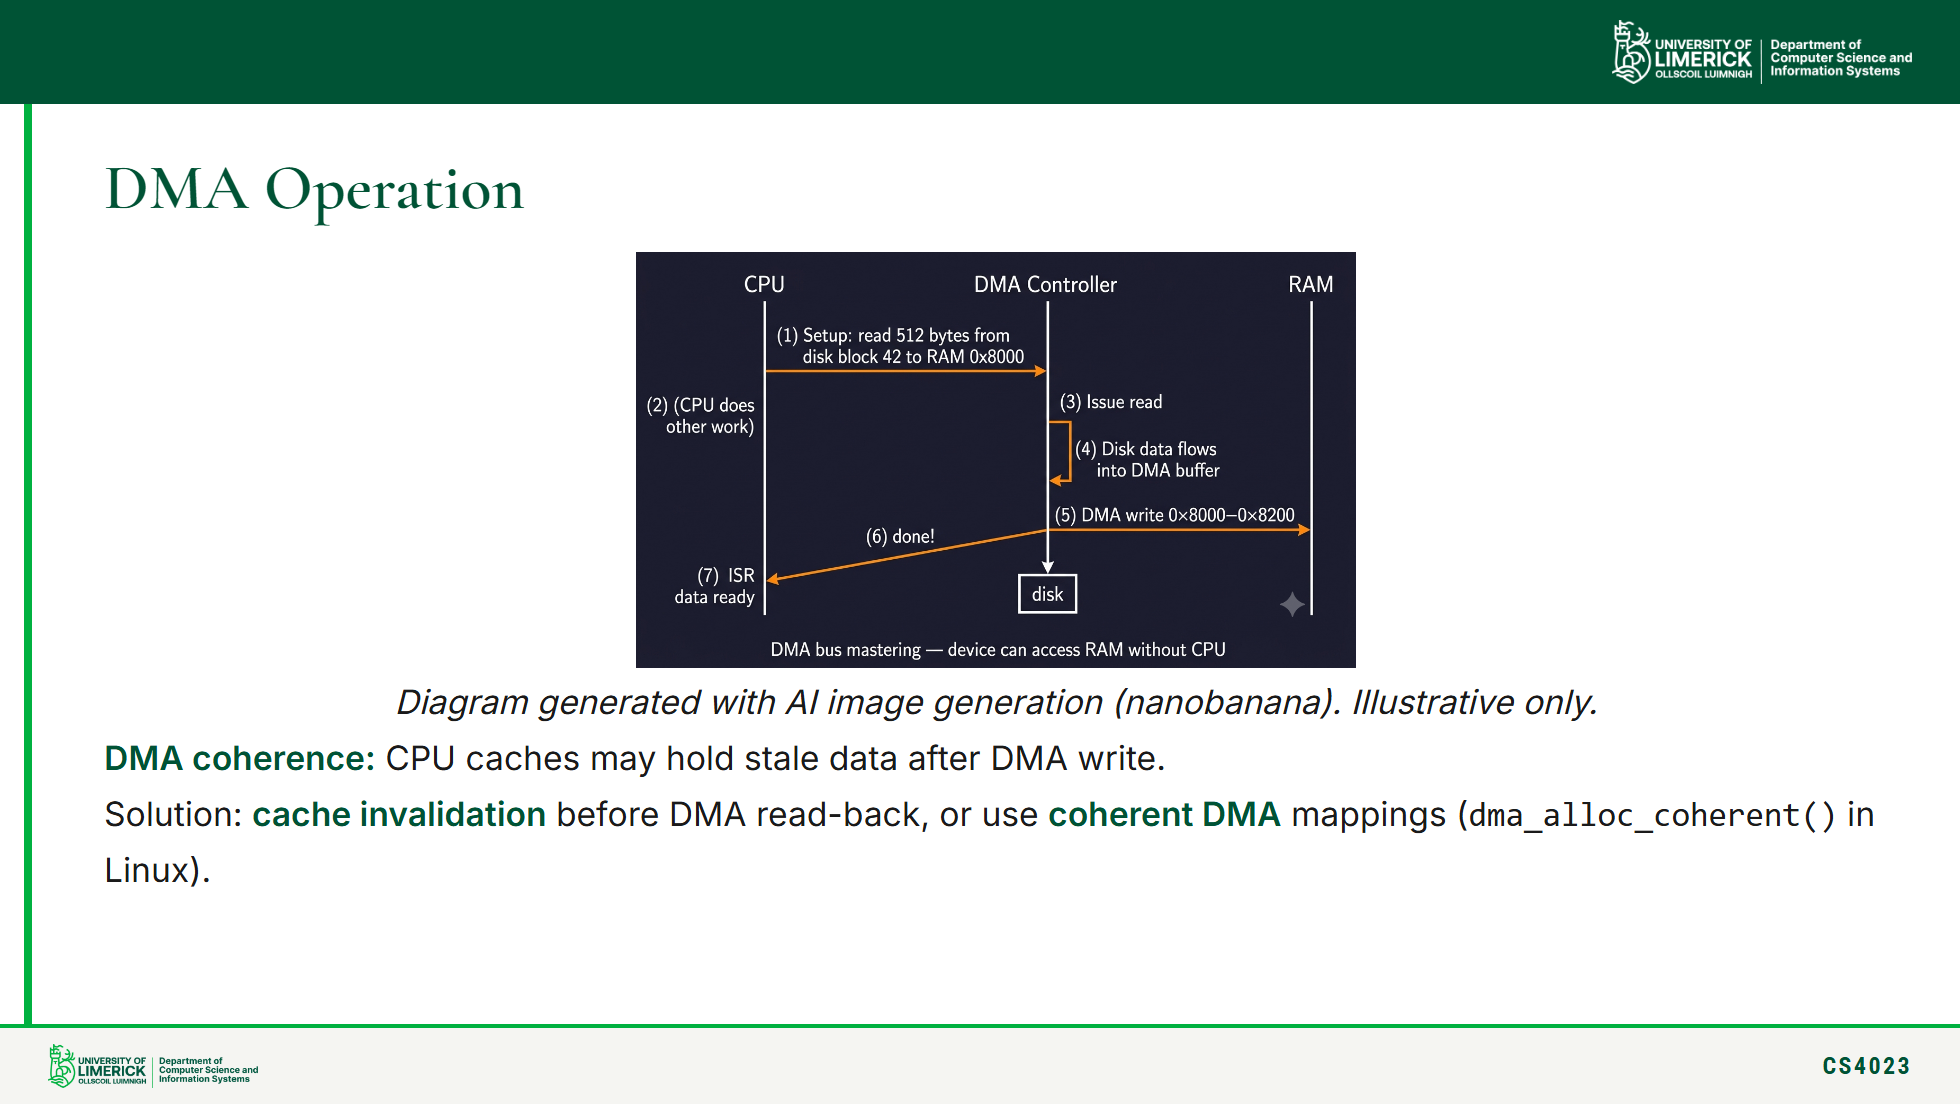 UNIVERSITY OF
LIMERICK
OLLSCOIL LUIMNIGH
Department of
Computer Science and
Information Systems
DMA Operation
CPU
DMA Controller
RAM
(1) Setup: read 512 bytes from
disk block 42 to RAM 0x8000
(2) (CPU does
other work)
(3) Issue read
(4) Disk data flows
into DMA buffer
(5) DMA write 0×8000–0×8200
(6) done!
(7) ISR
data ready
disk
DMA bus mastering — device can access RAM without CPU
Diagram generated with AI image generation (nanobanana). Illustrative only.
DMA coherence: CPU caches may hold stale data after DMA write.
Solution: cache invalidation before DMA read-back, or use coherent DMA mappings (dma_alloc_coherent() in
Linux).
UNIVERSITY OF
LIMERICK
OLLSCOIL LUIMNIGH
Department of
Computer Science and
Information Systems
CS4023